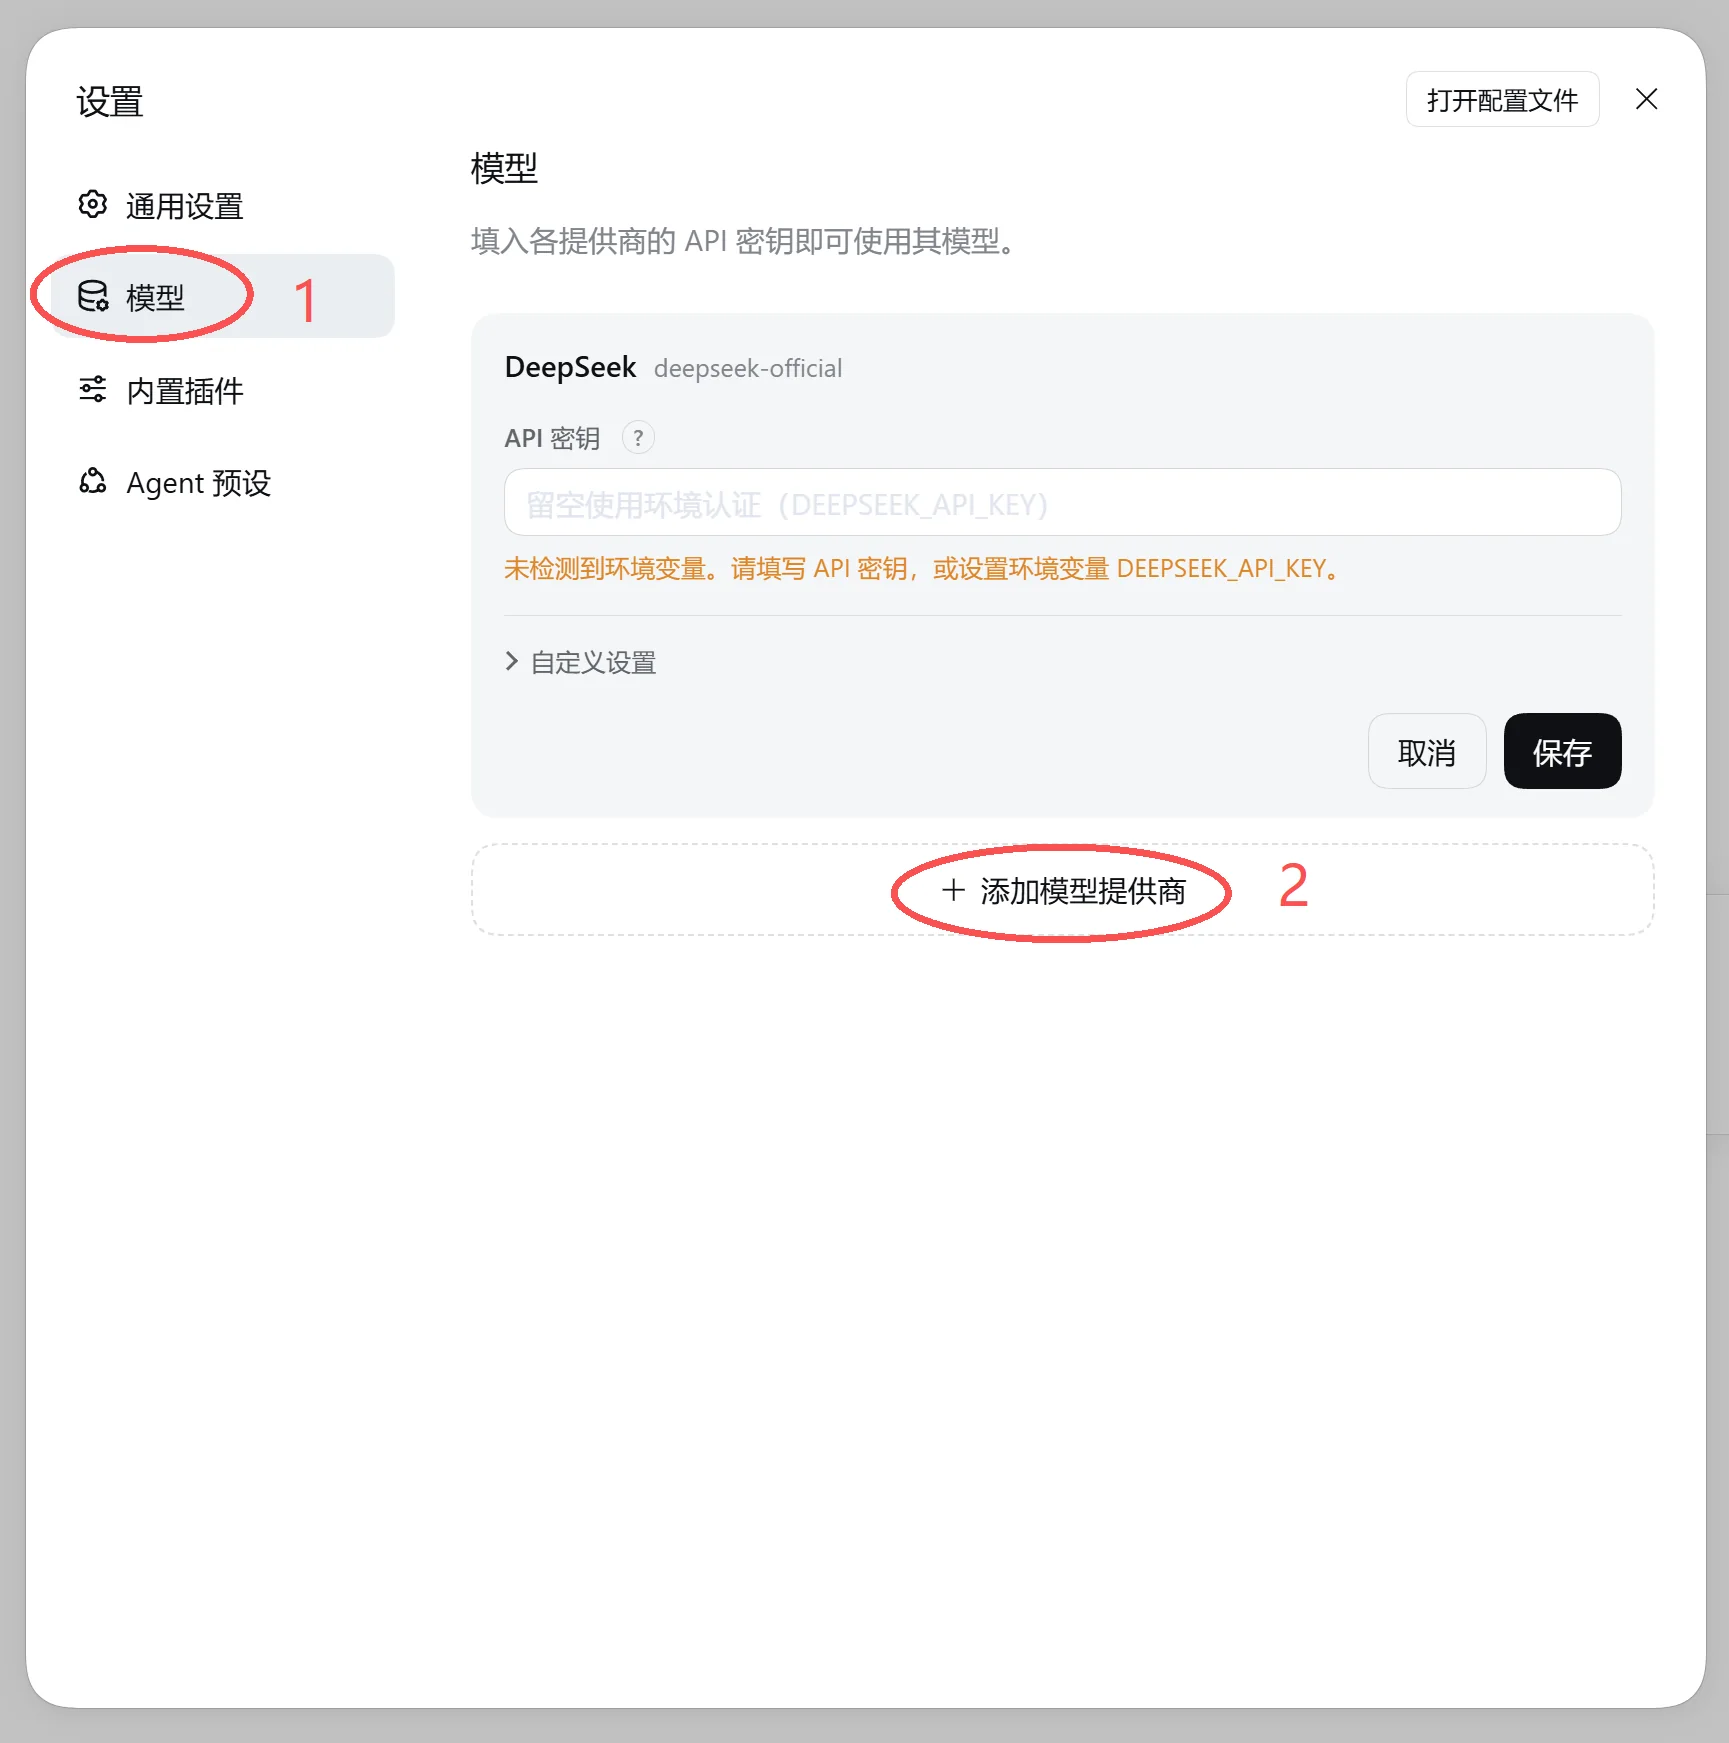 设置
打开配置文件
通用设置
模型
1
内置插件
Agent 预设
模型
填入各提供商的 API 密钥即可使用其模型。
DeepSeek deepseek-official
API 密钥 ?
留空使用环境认证（DEEPSEEK_API_KEY）
未检测到环境变量。请填写 API 密钥，或设置环境变量 DEEPSEEK_API_KEY。
自定义设置
取消
保存
+ 添加模型提供商
2